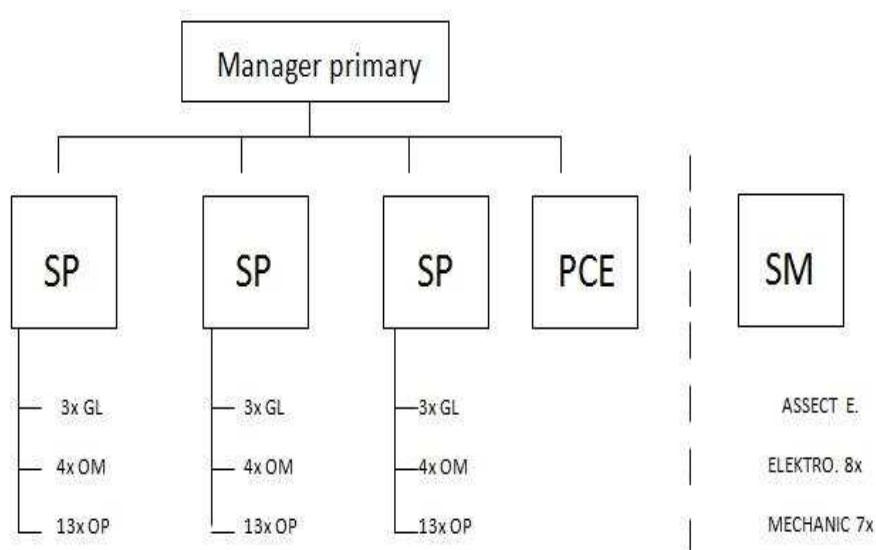 Manager primary
SP SP SP PCE SM
3x GL 3x GL 3x GL ASSECT E.
4x OM 4x OM 4x OM ELEKTRO. 8x
13x OP 13x OP 13x OP MECHANIC 7x